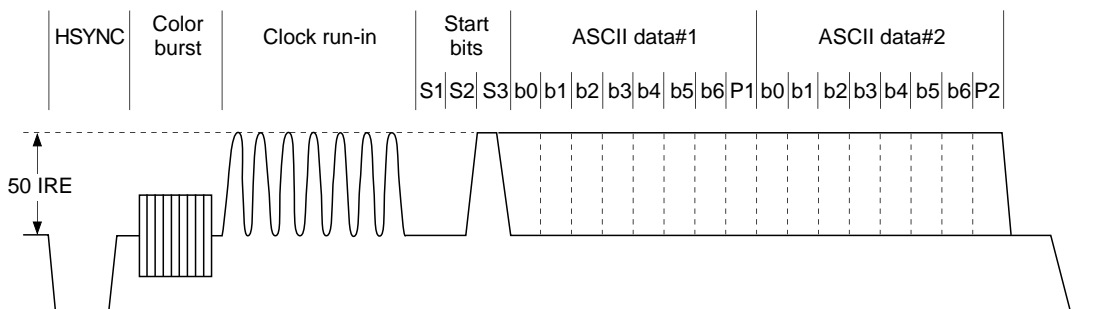 HSYNC Color burst Clock run-in Start bits ASCII data#1 ASCII data#2
S1 S2 S3 b0 b1 b2 b3 b4 b5 b6 P1 b0 b1 b2 b3 b4 b5 b6 P2
50 IRE